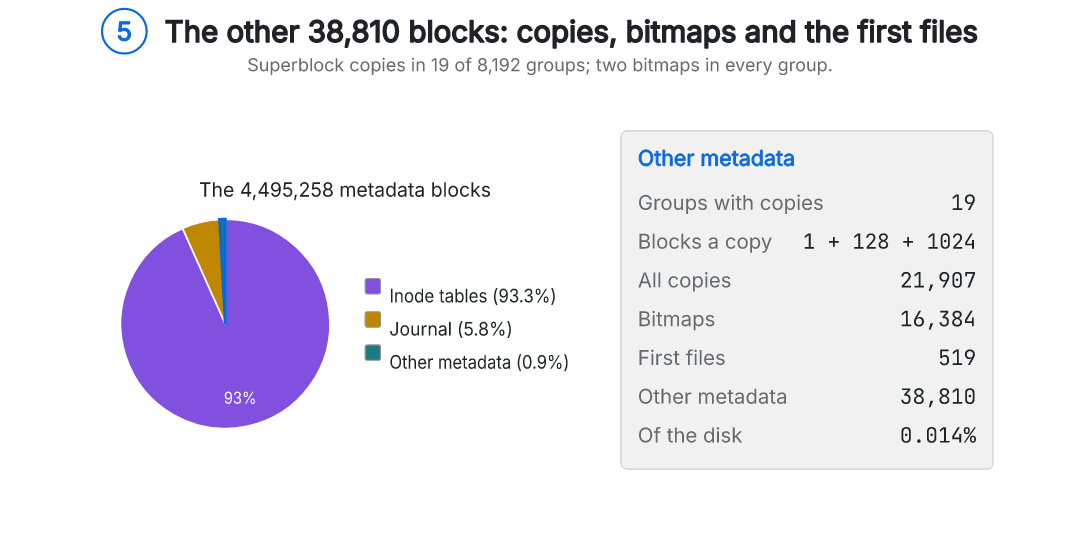 5 The other 38,810 blocks: copies, bitmaps and the first files
Superblock copies in 19 of 8,192 groups; two bitmaps in every group.
The 4,495,258 metadata blocks
93%
Inode tables (93.3%)
Journal (5.8%)
Other metadata (0.9%)
Other metadata
Groups with copies 19
Blocks a copy 1 + 128 + 1024
All copies 21,907
Bitmaps 16,384
First files 519
Other metadata 38,810
Of the disk 0.014%